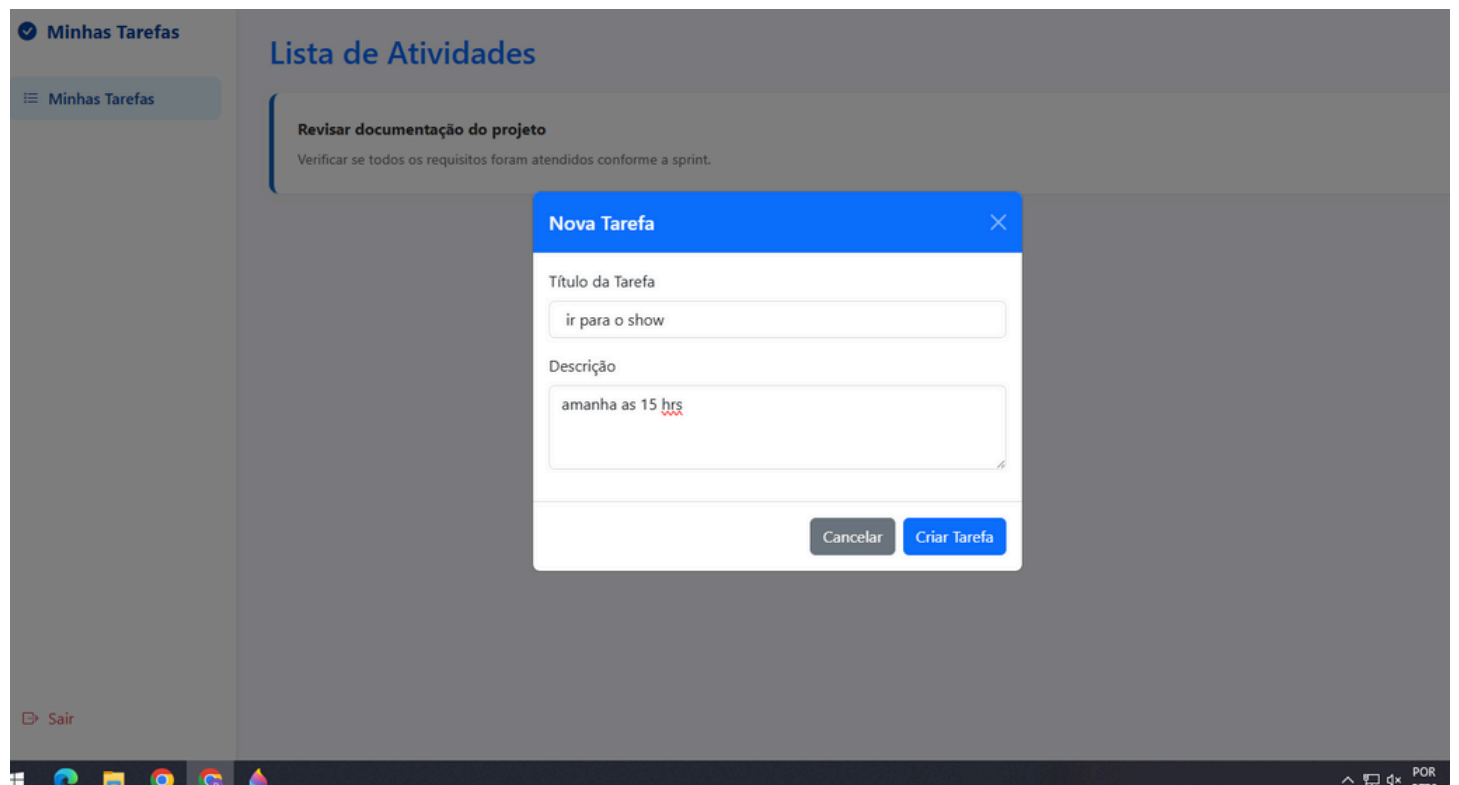 Minhas Tarefas
Lista de Atividades
Minhas Tarefas
Revisar documentação do projeto
Verificar se todos os requisitos foram atendidos conforme a sprint.
Nova Tarefa
Título da Tarefa
ir para o show
Descrição
amanha as 15 hrs
Cancelar
Criar Tarefa
Sair
POR